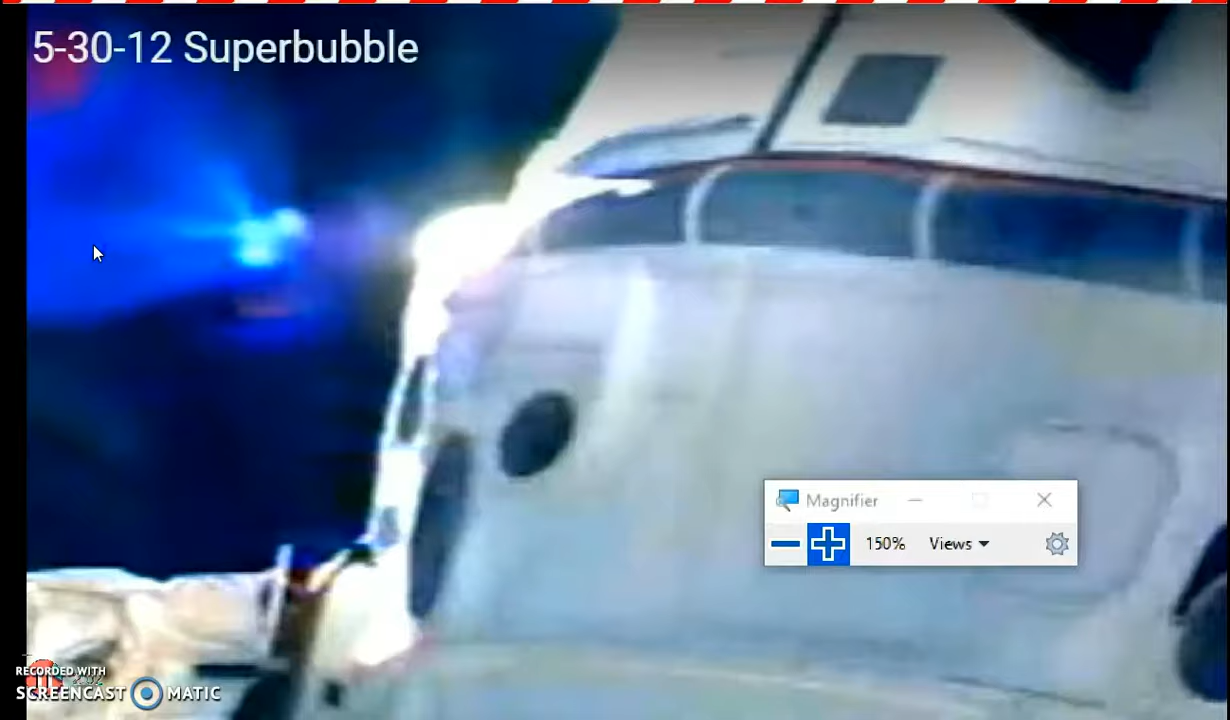 5-30-12 Superbubble
Magnifier
150% Views
RECORDED WITH
SCREENCAST MATIC